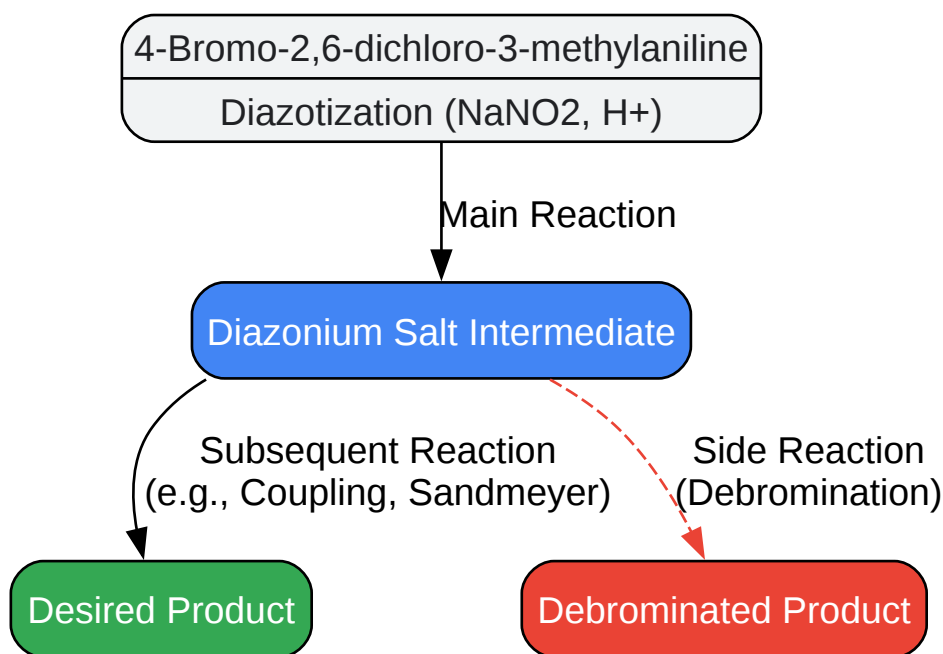 4-Bromo-2,6-dichloro-3-methylaniline
Diazotization (NaNO2, H+)
Main Reaction
Diazonium Salt Intermediate
Subsequent Reaction
(e.g., Coupling, Sandmeyer)
Side Reaction
(Debromination)
Desired Product
Debrominated Product